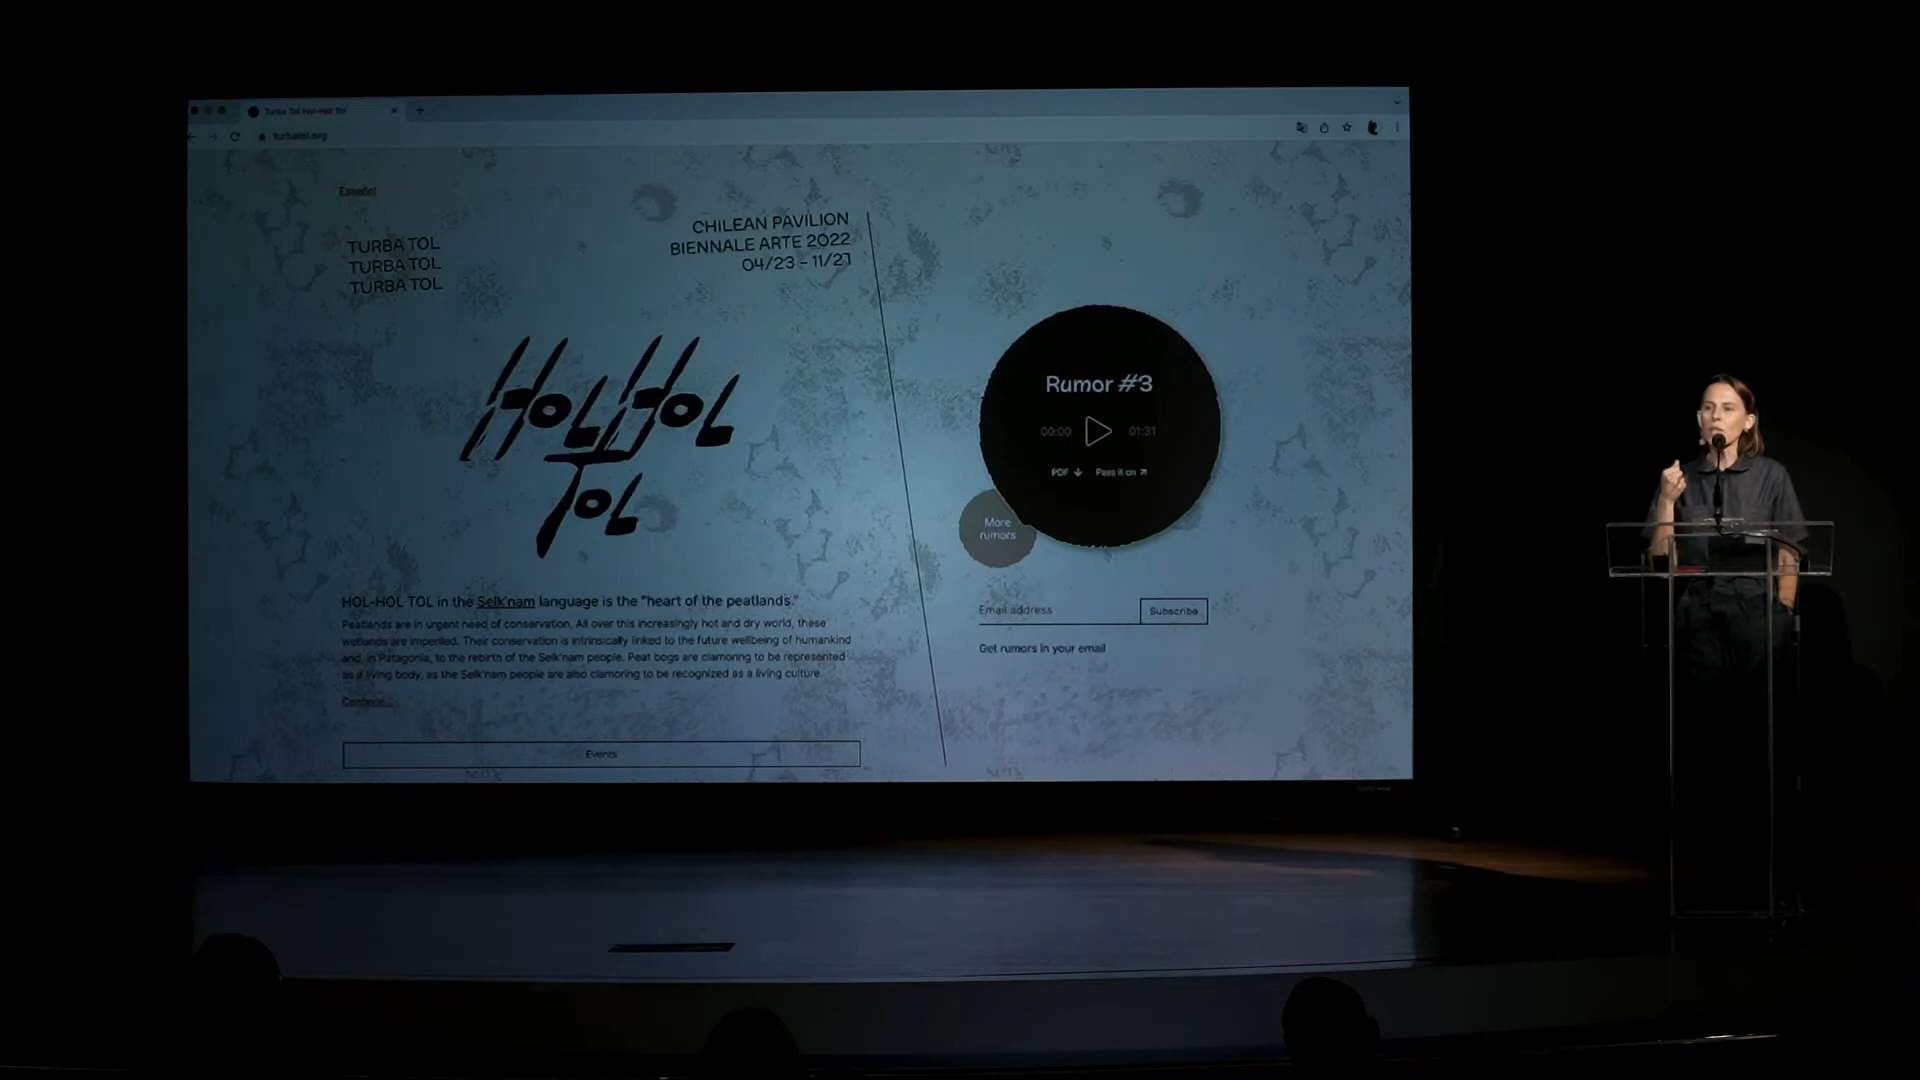 Turba Tol Hol-Hol Tol
turbatol.org
Español
TURBA TOL
TURBA TOL
TURBA TOL
CHILEAN PAVILION
BIENNALE ARTE 2022
04/23 – 11/27
HOLHOL
TOL
HOL-HOL TOL in the Selk'nam language is the "heart of the peatlands."
Peatlands are in urgent need of conservation. All over this increasingly hot and dry world, these
wetlands are imperiled. Their conservation is intrinsically linked to the future wellbeing of humankind
and, in Patagonia, to the rebirth of the Selk'nam people. Peat bogs are clamoring to be represented
as a living body, as the Selk'nam people are also clamoring to be recognized as a living culture.
Continue...
Events
Rumor #3
00:00
01:31
PDF ↓ Pass it on ↗
More
rumors
Email address
Subscribe
Get rumors in your email